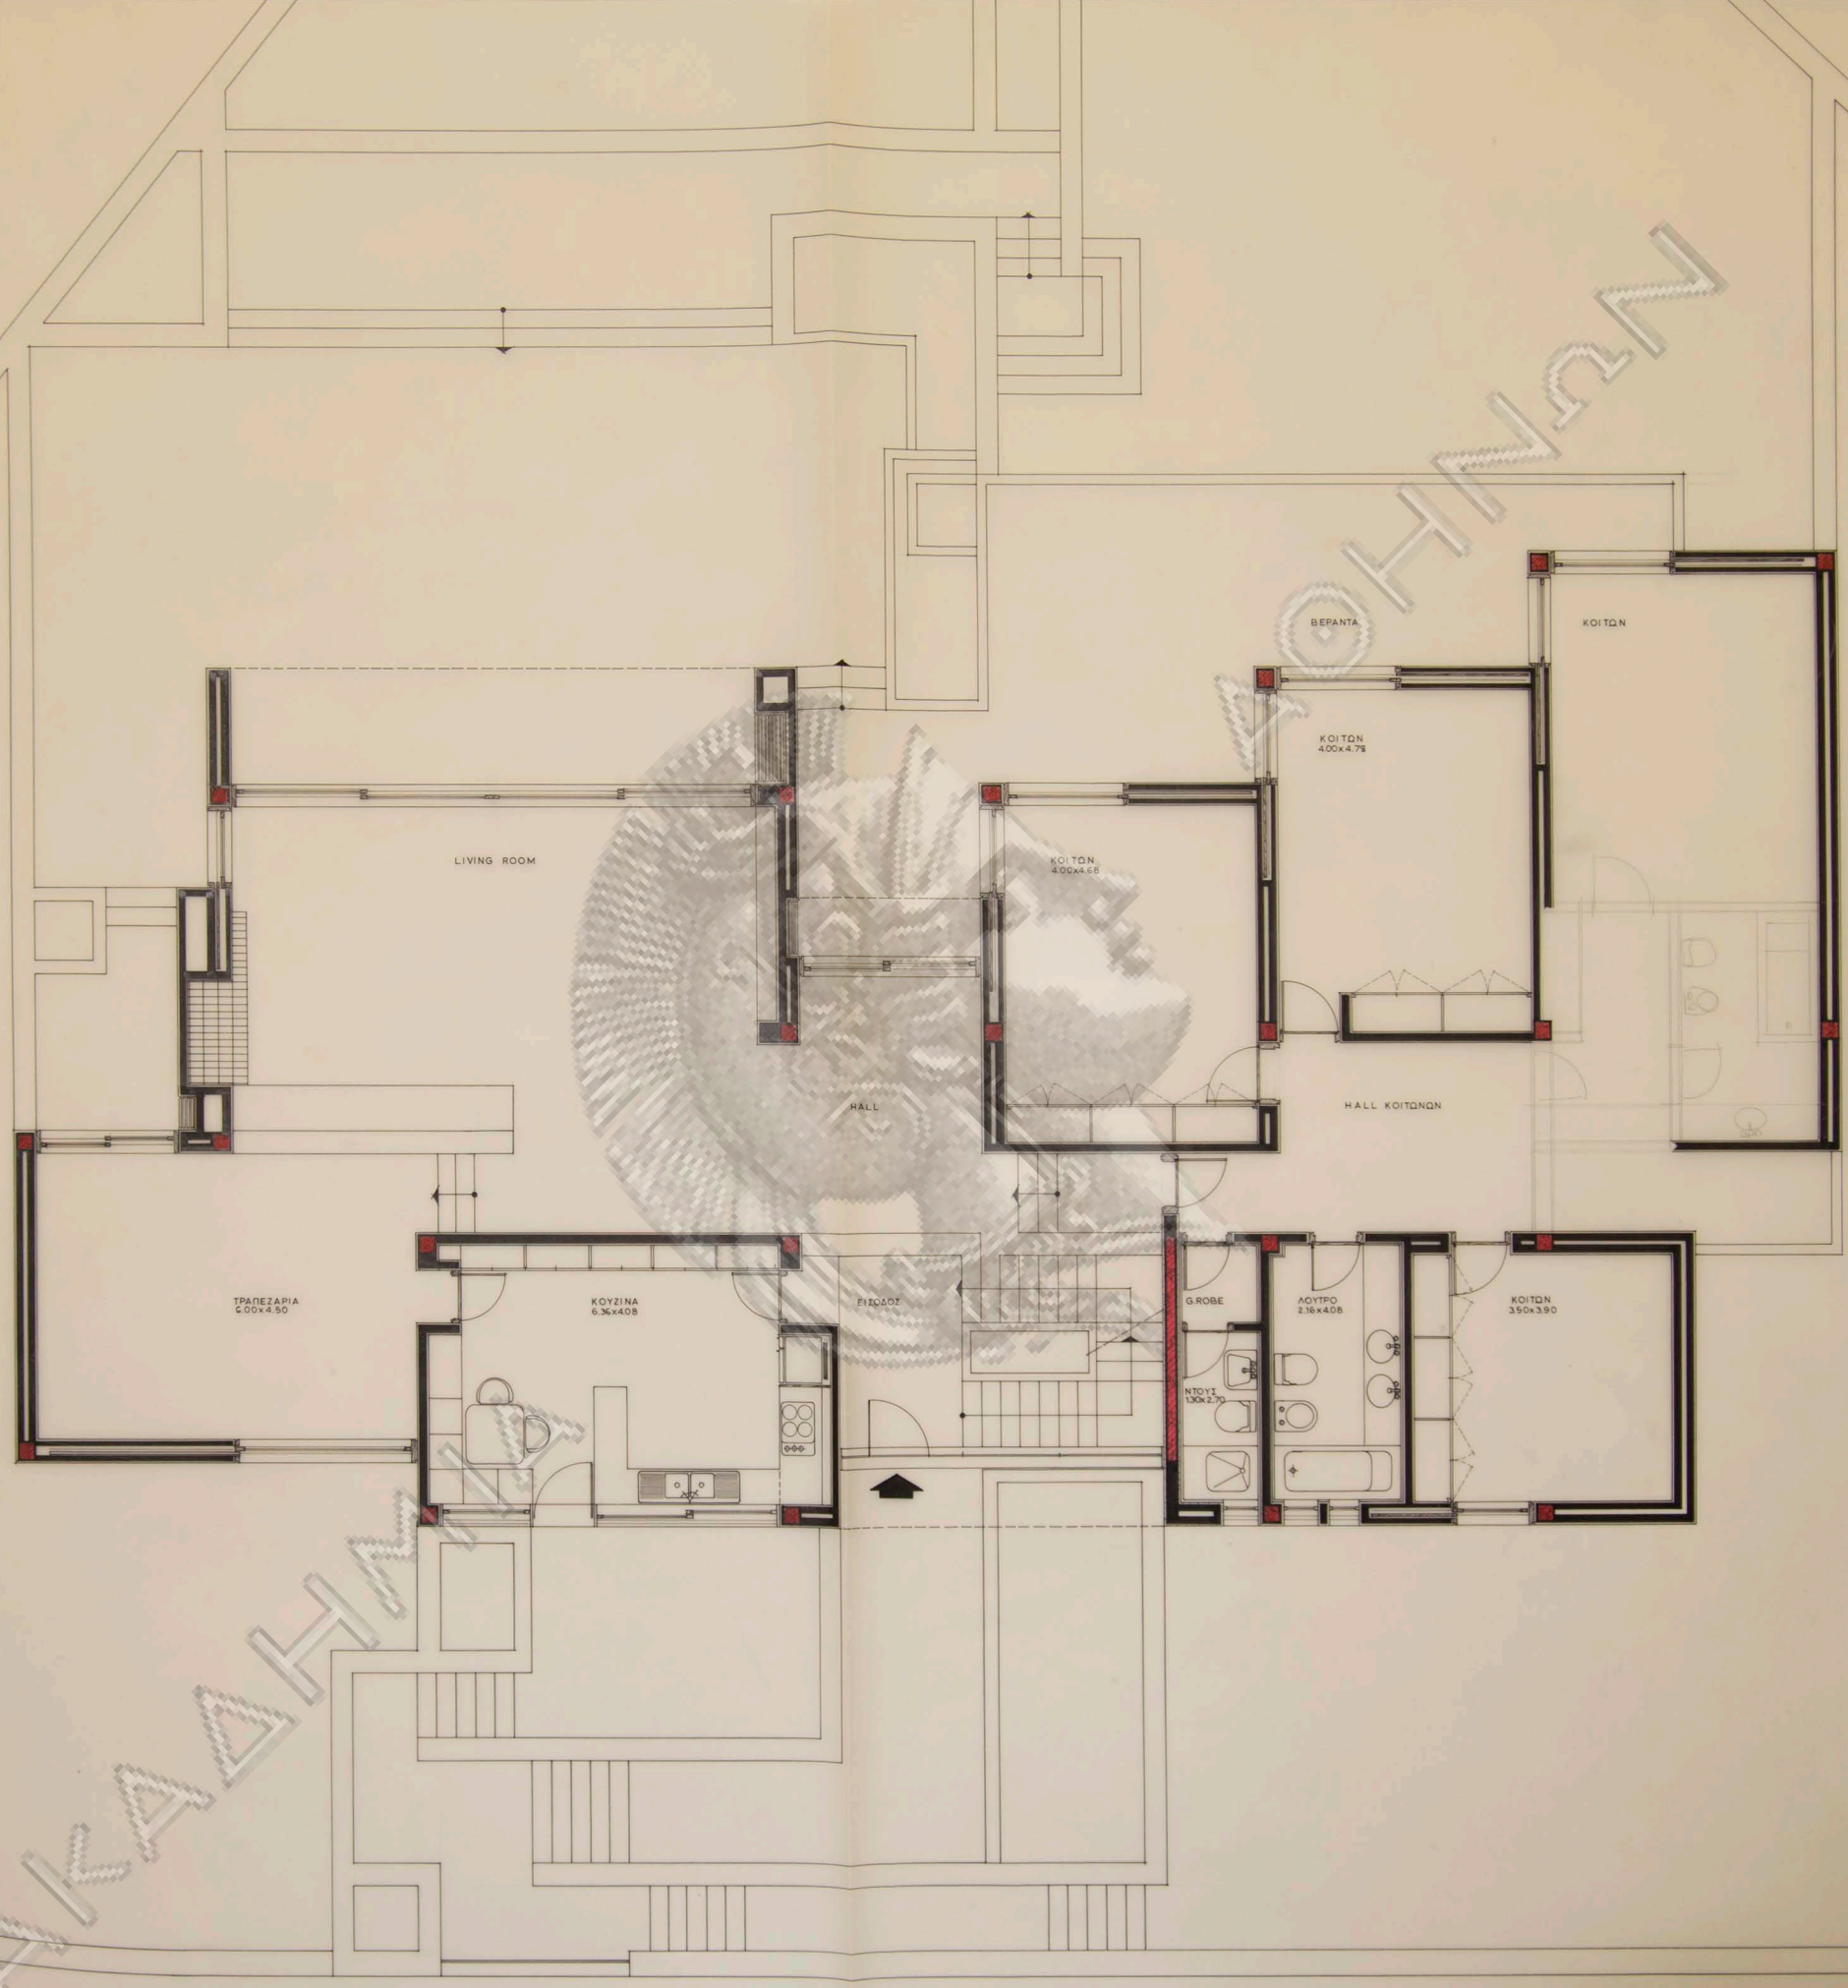 ΒΕΡΑΝΤΑ
ΚΟΙΤΩΝ
ΚΟΙΤΩΝ
4.00x4.75
LIVING ROOM
ΚΟΙΤΩΝ
4.00x4.68
HALL
HALL ΚΟΙΤΩΝΩΝ
ΤΡΑΠΕΖΑΡΙΑ
6.00x4.50
ΚΟΥΖΙΝΑ
6.36x4.08
ΕΙΣΟΔΟΣ
G.ROBE
ΛΟΥΤΡΟ
2.16x4.08
ΚΟΙΤΩΝ
3.50x3.90
ΝΤΟΥΣ
1.30x2.70
ΑΚΑΔΗΜΙΑ ΑΘΗΝΩΝ